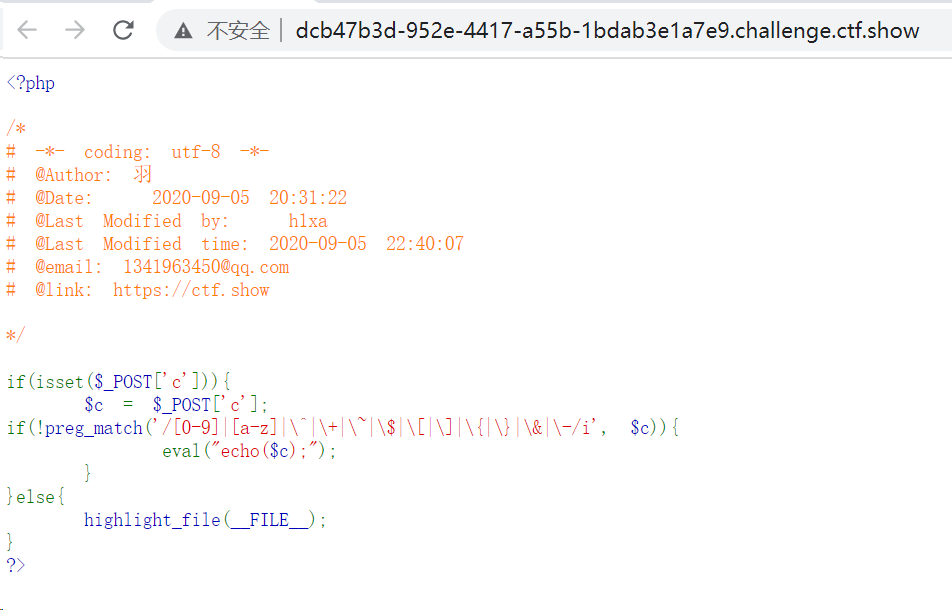 不安全 | dcb47b3d-952e-4417-a55b-1bdab3e1a7e9.challenge.ctf.show
<?php
/*
# -*- coding: utf-8 -*-
# @Author: 羽
# @Date:   2020-09-05 20:31:22
# @Last Modified by:   hlxa
# @Last Modified time: 2020-09-05 22:40:07
# @email: 1341963450@qq.com
# @link: https://ctf.show
*/
if(isset($_POST['c'])){
    $c = $_POST['c'];
if(!preg_match('/[0-9]|[a-z]|\^|\+|\~|\$|\[|\]|\{|\}|\&|\-/i', $c)){
        eval("echo($c);");
    }
}else{
    highlight_file(__FILE__);
}
?>